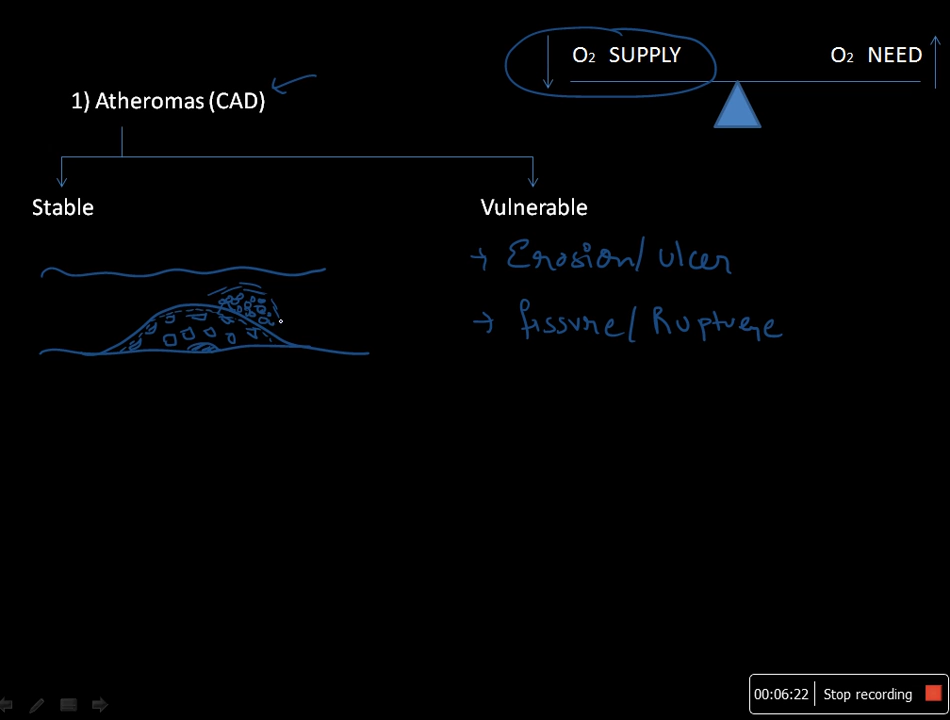 O2 SUPPLY O2 NEED
1) Atheromas (CAD)
Stable Vulnerable
→ Erosion/ Ulcer
→ fissure/ Rupture
00:06:22 Stop recording